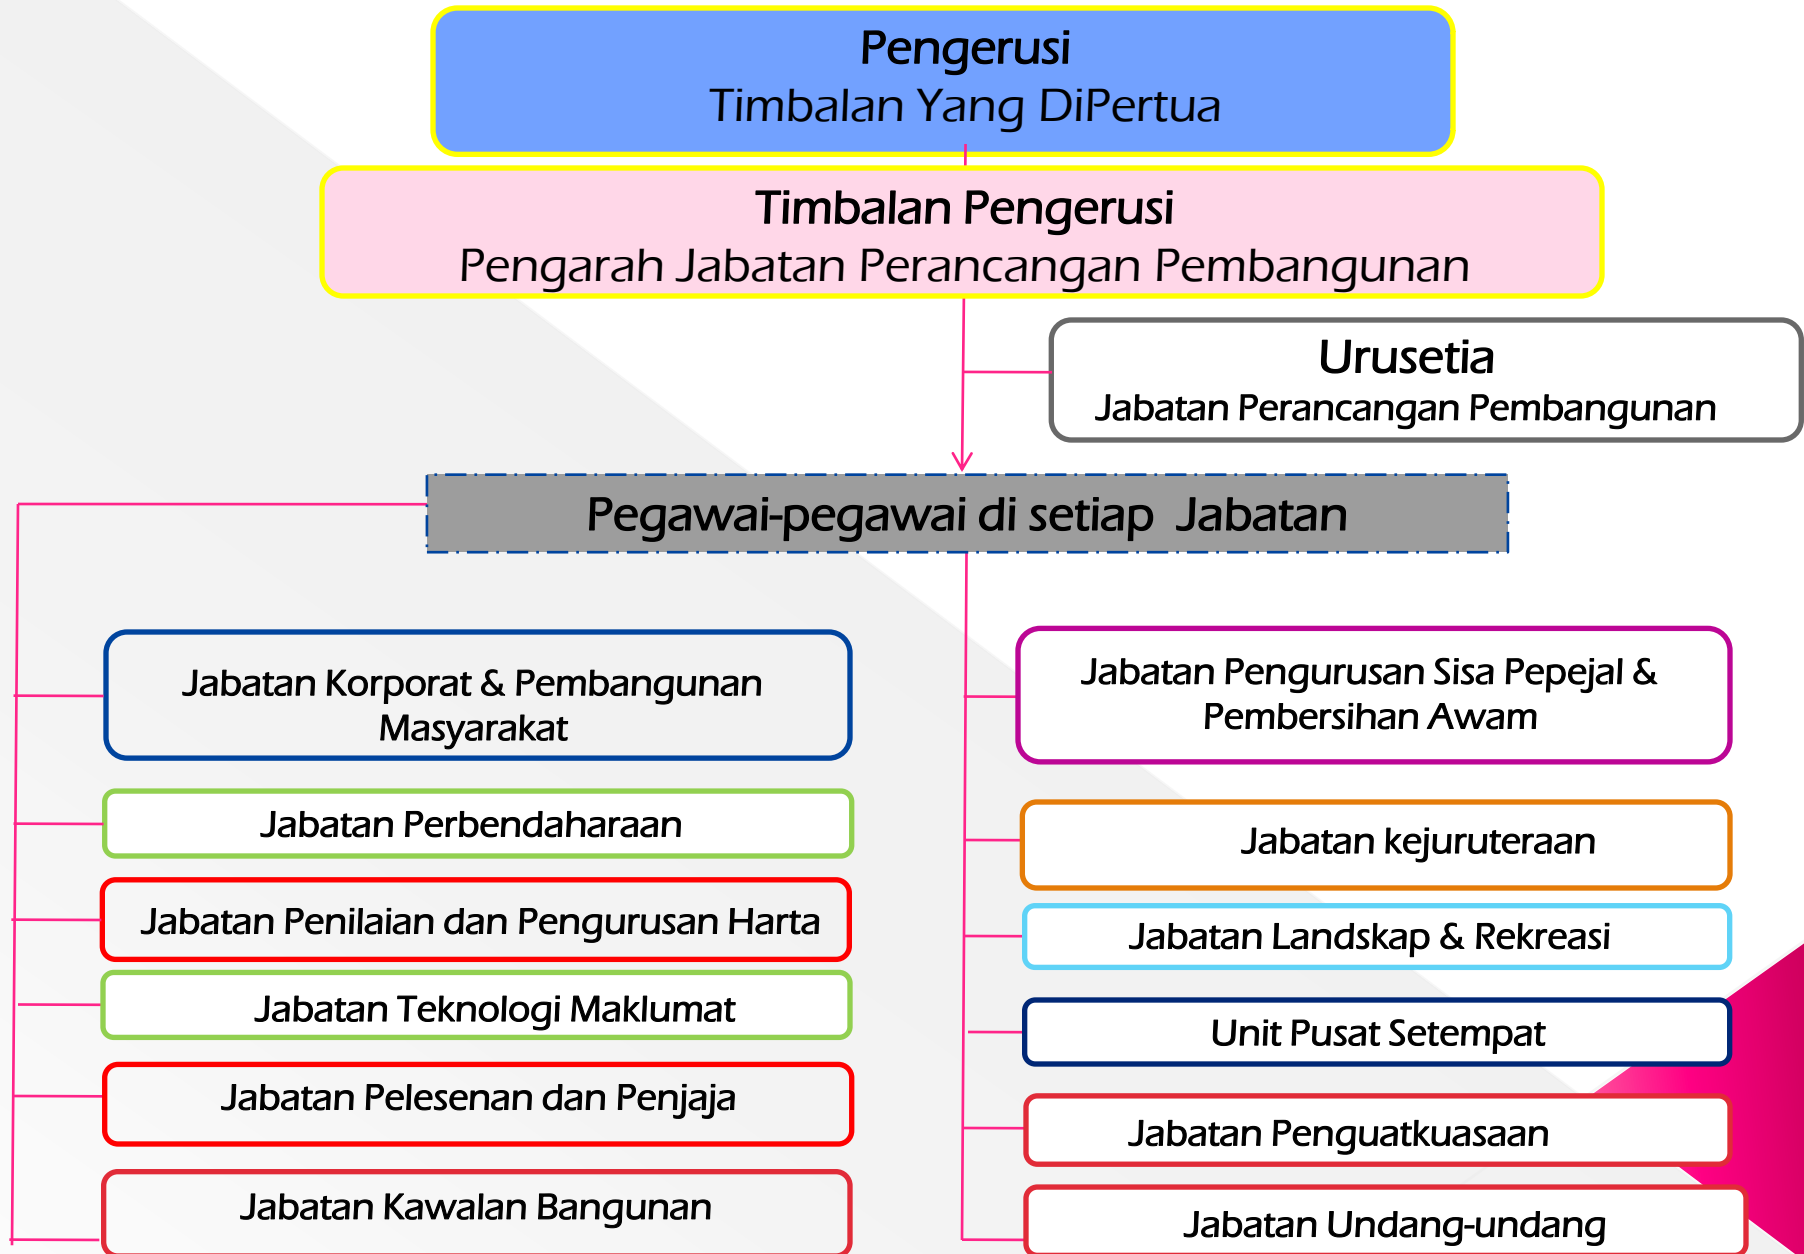 Pengerusi
Timbalan Yang DiPertua
Timbalan Pengerusi
Pengarah Jabatan Perancangan Pembangunan
Urusetia
Jabatan Perancangan Pembangunan
Pegawai-pegawai di setiap Jabatan
Jabatan Korporat & Pembangunan
Masyarakat
Jabatan Perbendaharaan
Jabatan Penilaian dan Pengurusan Harta
Jabatan Teknologi Maklumat
Jabatan Pelesenan dan Penjaja
Jabatan Kawalan Bangunan
Jabatan Pengurusan Sisa Pepejal &
Pembersihan Awam
Jabatan kejuruteraan
Jabatan Landskap & Rekreasi
Unit Pusat Setempat
Jabatan Penguatkuasaan
Jabatan Undang-undang